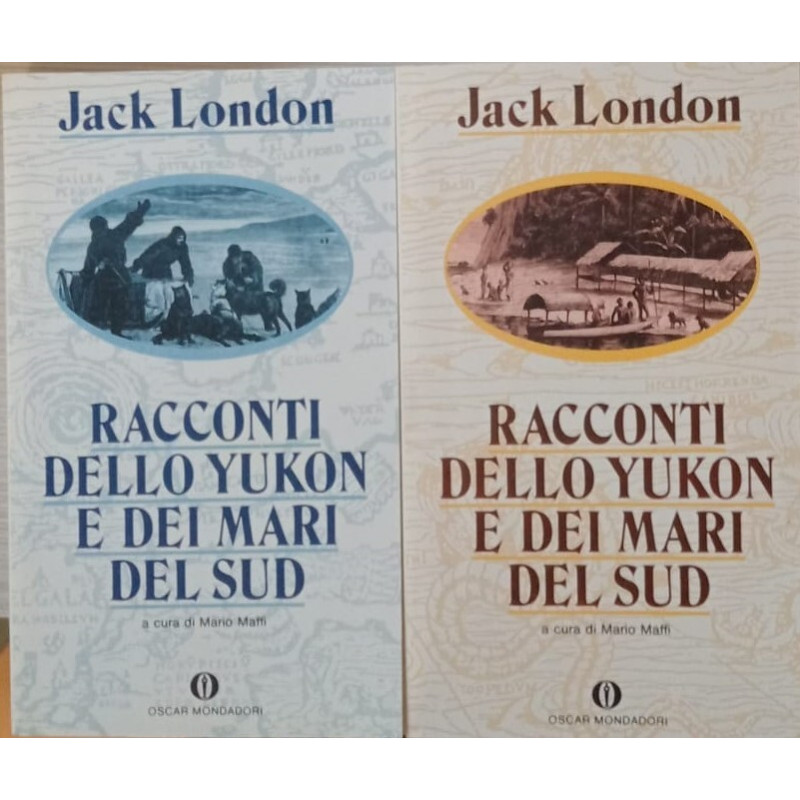 Jack London
RACCONTI
DELLO YUKON
E DEI MARI
DEL SUD
a cura di Mario Maffi
OSCAR MONDADORI
Jack London
RACCONTI
DELLO YUKON
E DEI MARI
DEL SUD
a cura di Mario Maffi
OSCAR MONDADORI